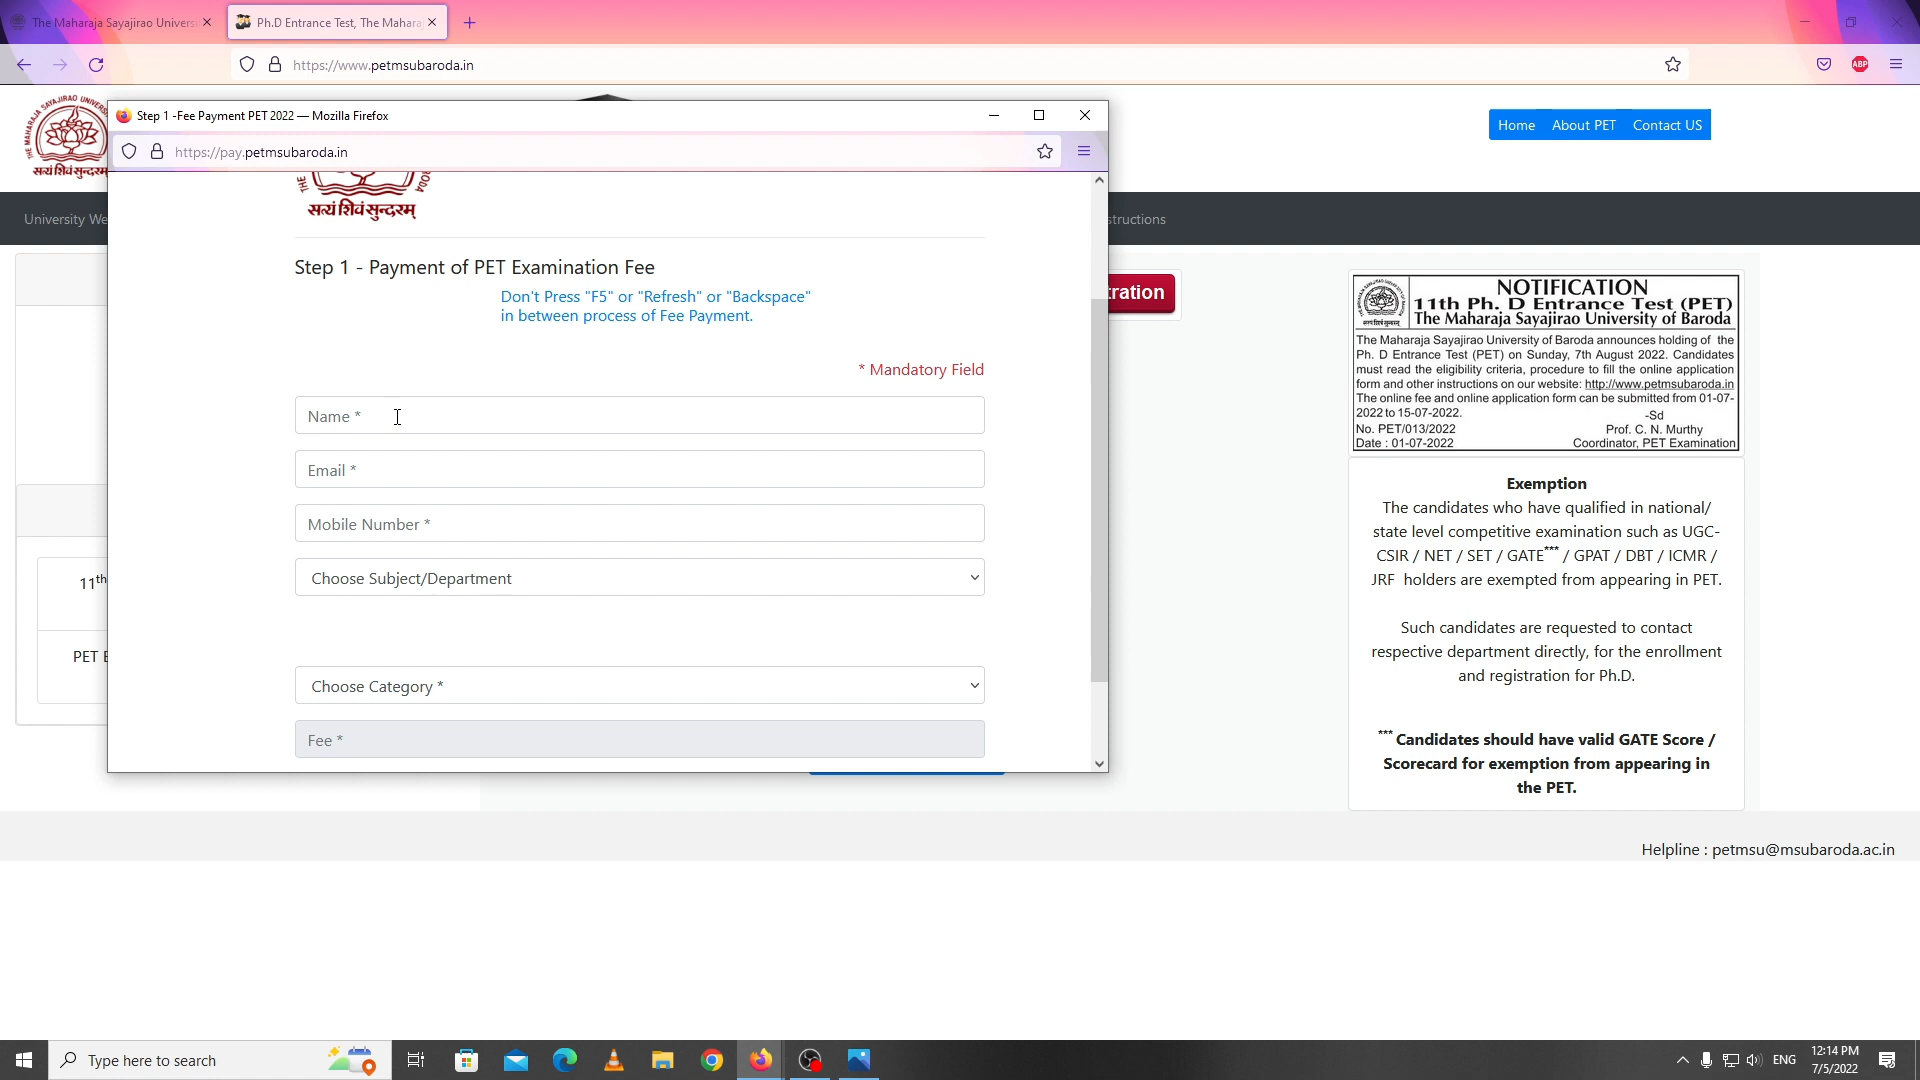 The Maharaja Sayajirao Universi
Ph.D Entrance Test, The Mahara
https://www.petmsubaroda.in
ABP
सत्यं शिवं सुन्दरम्
Home About PET Contact US
University We
structions
Step 1 -Fee Payment PET 2022 — Mozilla Firefox
https://pay.petmsubaroda.in
सत्यं शिवं सुन्दरम्
Step 1 - Payment of PET Examination Fee
Don't Press "F5" or "Refresh" or "Backspace"
in between process of Fee Payment.
* Mandatory Field
Name *
Email *
Mobile Number *
Choose Subject/Department
Choose Category *
Fee *
11th
PET E
tration
NOTIFICATION
11th Ph. D Entrance Test (PET)
The Maharaja Sayajirao University of Baroda
The Maharaja Sayajirao University of Baroda announces holding of the
Ph. D Entrance Test (PET) on Sunday, 7th August 2022. Candidates
must read the eligibility criteria, procedure to fill the online application
form and other instructions on our website: http://www.petmsubaroda.in
The online fee and online application form can be submitted from 01-07-
2022 to 15-07-2022.
-Sd
No. PET/013/2022 Prof. C. N. Murthy
Date : 01-07-2022 Coordinator, PET Examination
Exemption
The candidates who have qualified in national/
state level competitive examination such as UGC-
CSIR / NET / SET / GATE*** / GPAT / DBT / ICMR /
JRF holders are exempted from appearing in PET.
Such candidates are requested to contact
respective department directly, for the enrollment
and registration for Ph.D.
*** Candidates should have valid GATE Score /
Scorecard for exemption from appearing in
the PET.
Helpline : petmsu@msubaroda.ac.in
Type here to search
ENG
12:14 PM
7/5/2022